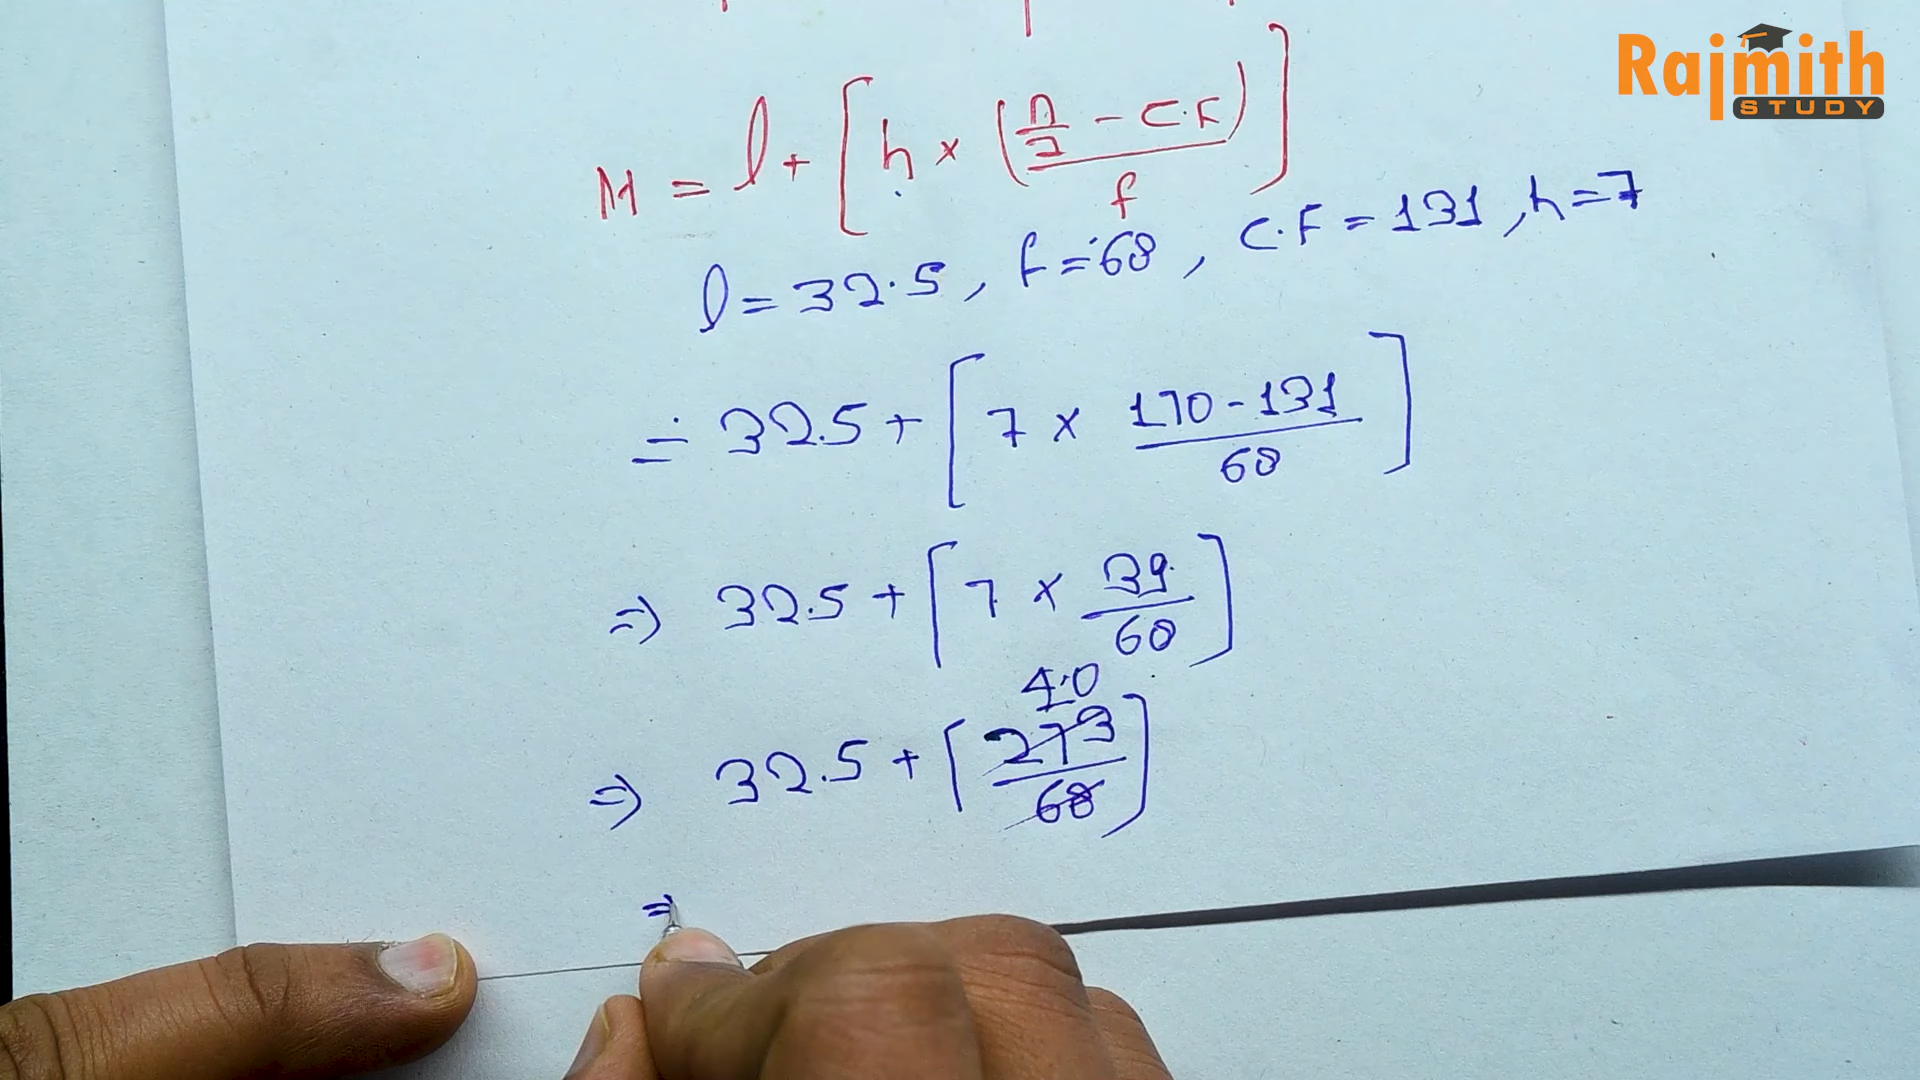 Rajmith
STUDY
M = l + [h × (n/2 - C.F)/f]
l = 32.5, f = 68, C.F = 131, h = 7
= 32.5 + [7 × 170-131/68]
⇒ 32.5 + [7 × 39/68]
4.0
⇒ 32.5 + [273/68]
⇒